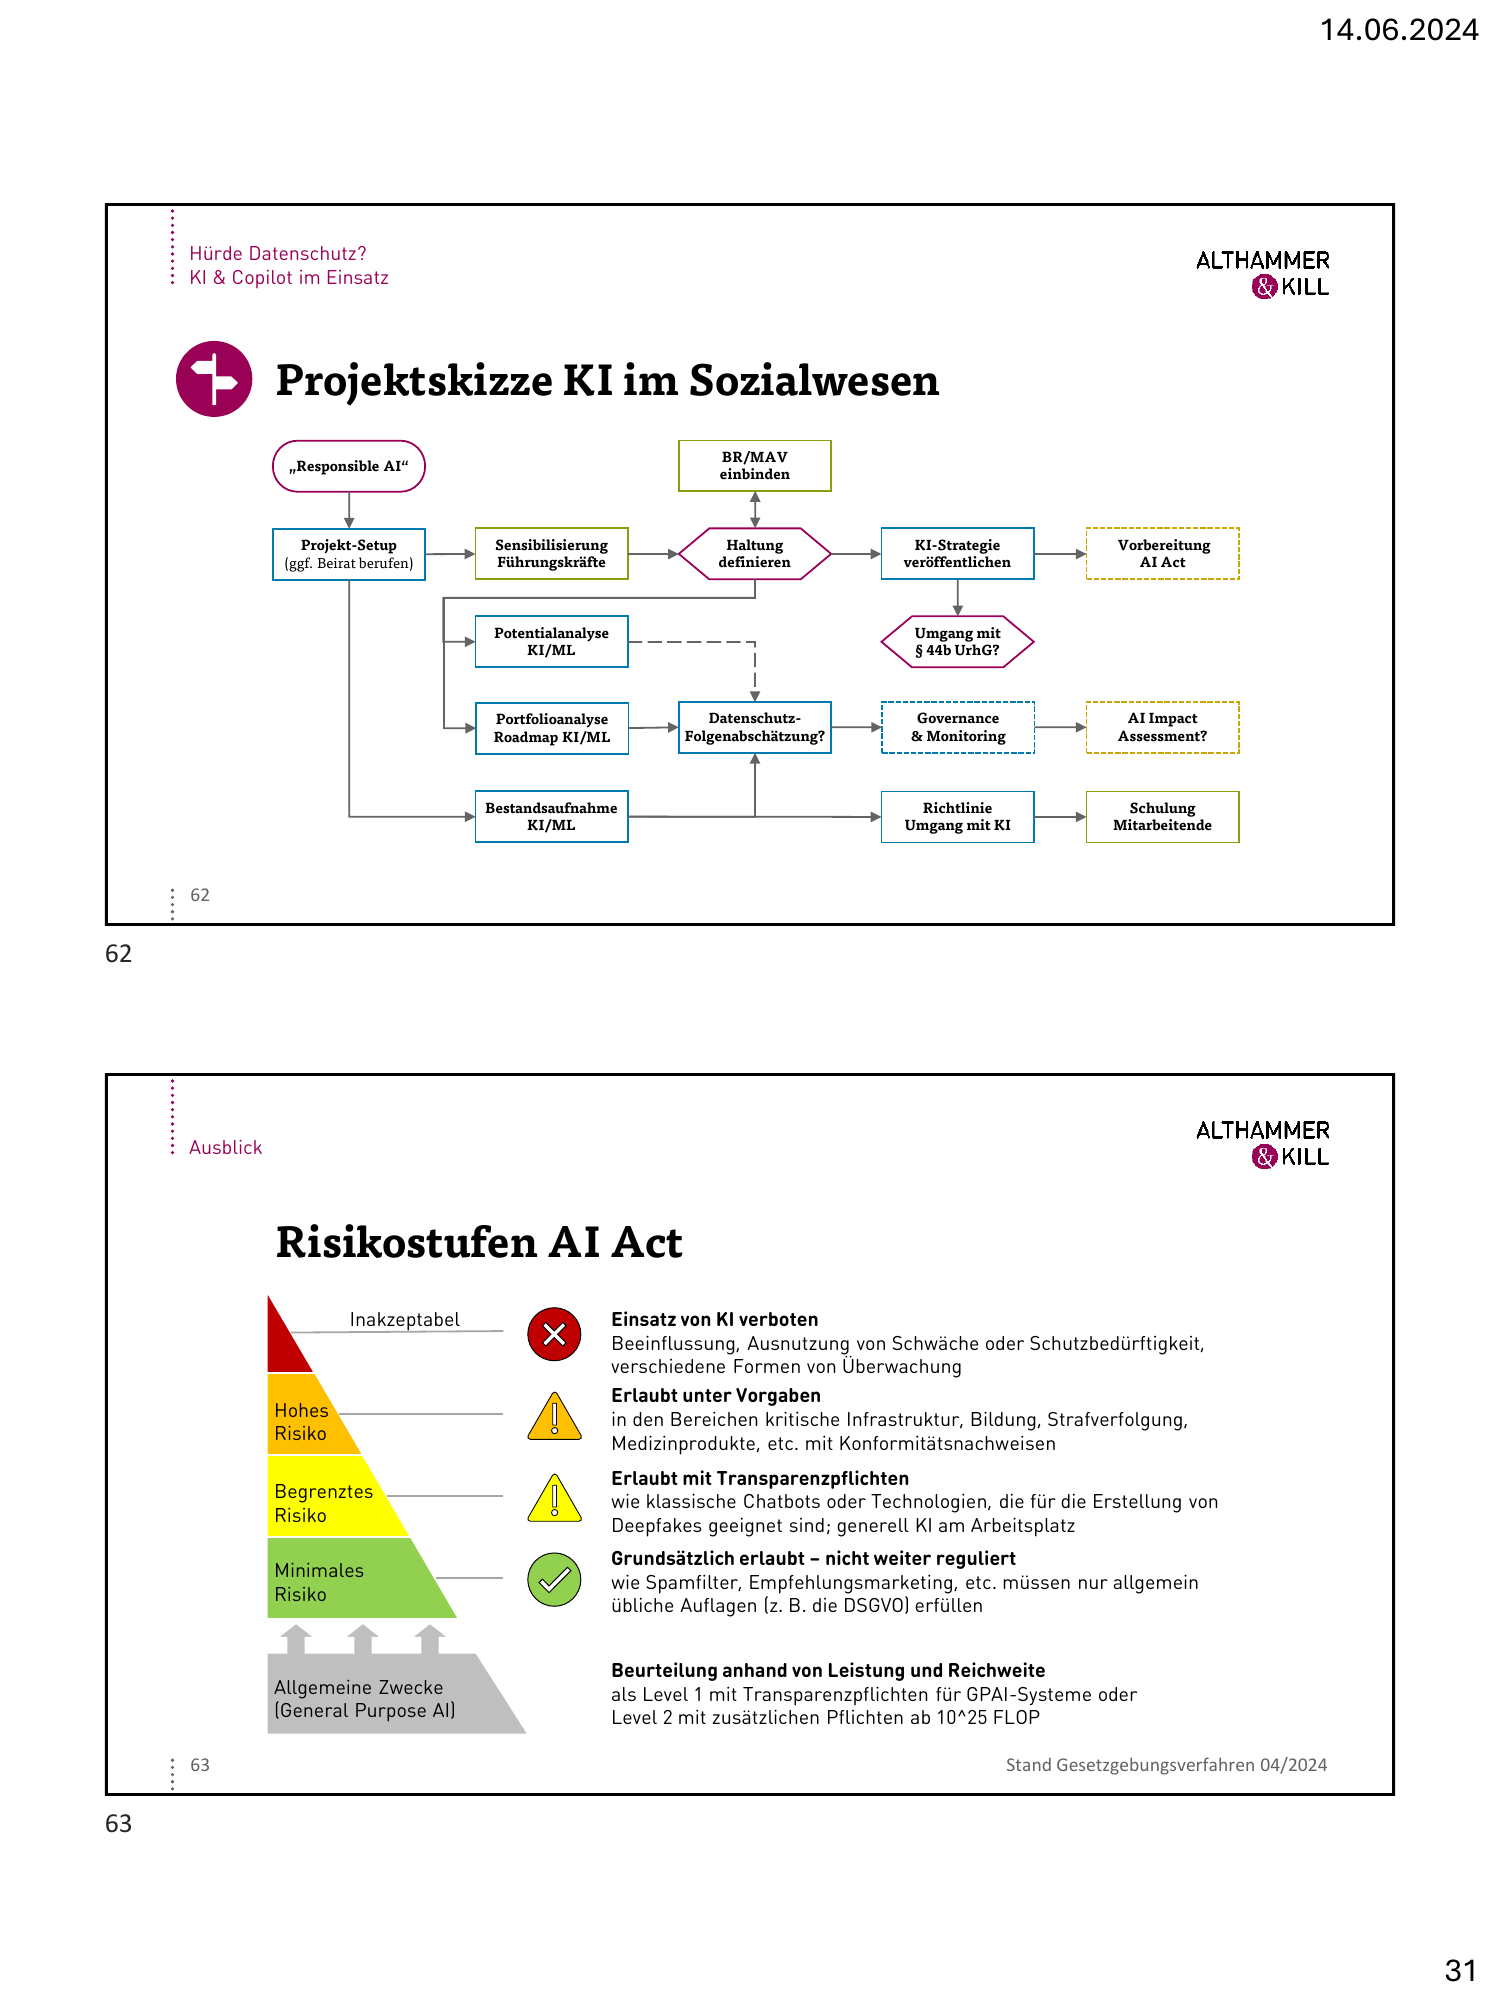 14.06.2024
Hürde Datenschutz?
KI & Copilot im Einsatz
ALTHAMMER
& KILL
Projektskizze KI im Sozialwesen
„Responsible AI“
BR/MAV
einbinden
Projekt-Setup
(ggf. Beirat berufen)
Sensibilisierung
Führungskräfte
Haltung
definieren
KI-Strategie
veröffentlichen
Vorbereitung
AI Act
Potentialanalyse
KI/ML
Umgang mit
§ 44b UrhG?
Portfolioanalyse
Roadmap KI/ML
Datenschutz-
Folgenabschätzung?
Governance
& Monitoring
AI Impact
Assessment?
Bestandsaufnahme
KI/ML
Richtlinie
Umgang mit KI
Schulung
Mitarbeitende
62
62
Ausblick
ALTHAMMER
& KILL
Risikostufen AI Act
Inakzeptabel
Einsatz von KI verboten
Beeinflussung, Ausnutzung von Schwäche oder Schutzbedürftigkeit,
verschiedene Formen von Überwachung
Hohes
Risiko
Erlaubt unter Vorgaben
in den Bereichen kritische Infrastruktur, Bildung, Strafverfolgung,
Medizinprodukte, etc. mit Konformitätsnachweisen
Begrenztes
Risiko
Erlaubt mit Transparenzpflichten
wie klassische Chatbots oder Technologien, die für die Erstellung von
Deepfakes geeignet sind; generell KI am Arbeitsplatz
Minimales
Risiko
Grundsätzlich erlaubt – nicht weiter reguliert
wie Spamfilter, Empfehlungsmarketing, etc. müssen nur allgemein
übliche Auflagen (z. B. die DSGVO) erfüllen
Allgemeine Zwecke
(General Purpose AI)
Beurteilung anhand von Leistung und Reichweite
als Level 1 mit Transparenzpflichten für GPAI-Systeme oder
Level 2 mit zusätzlichen Pflichten ab 10^25 FLOP
63
Stand Gesetzgebungsverfahren 04/2024
63
31